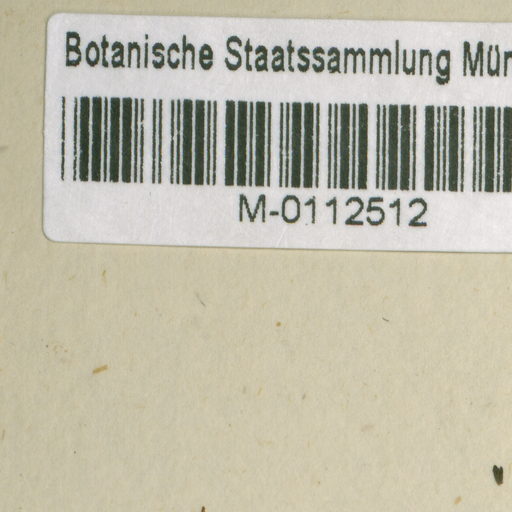 Botanische Staatssammlung Mün
M-0112512